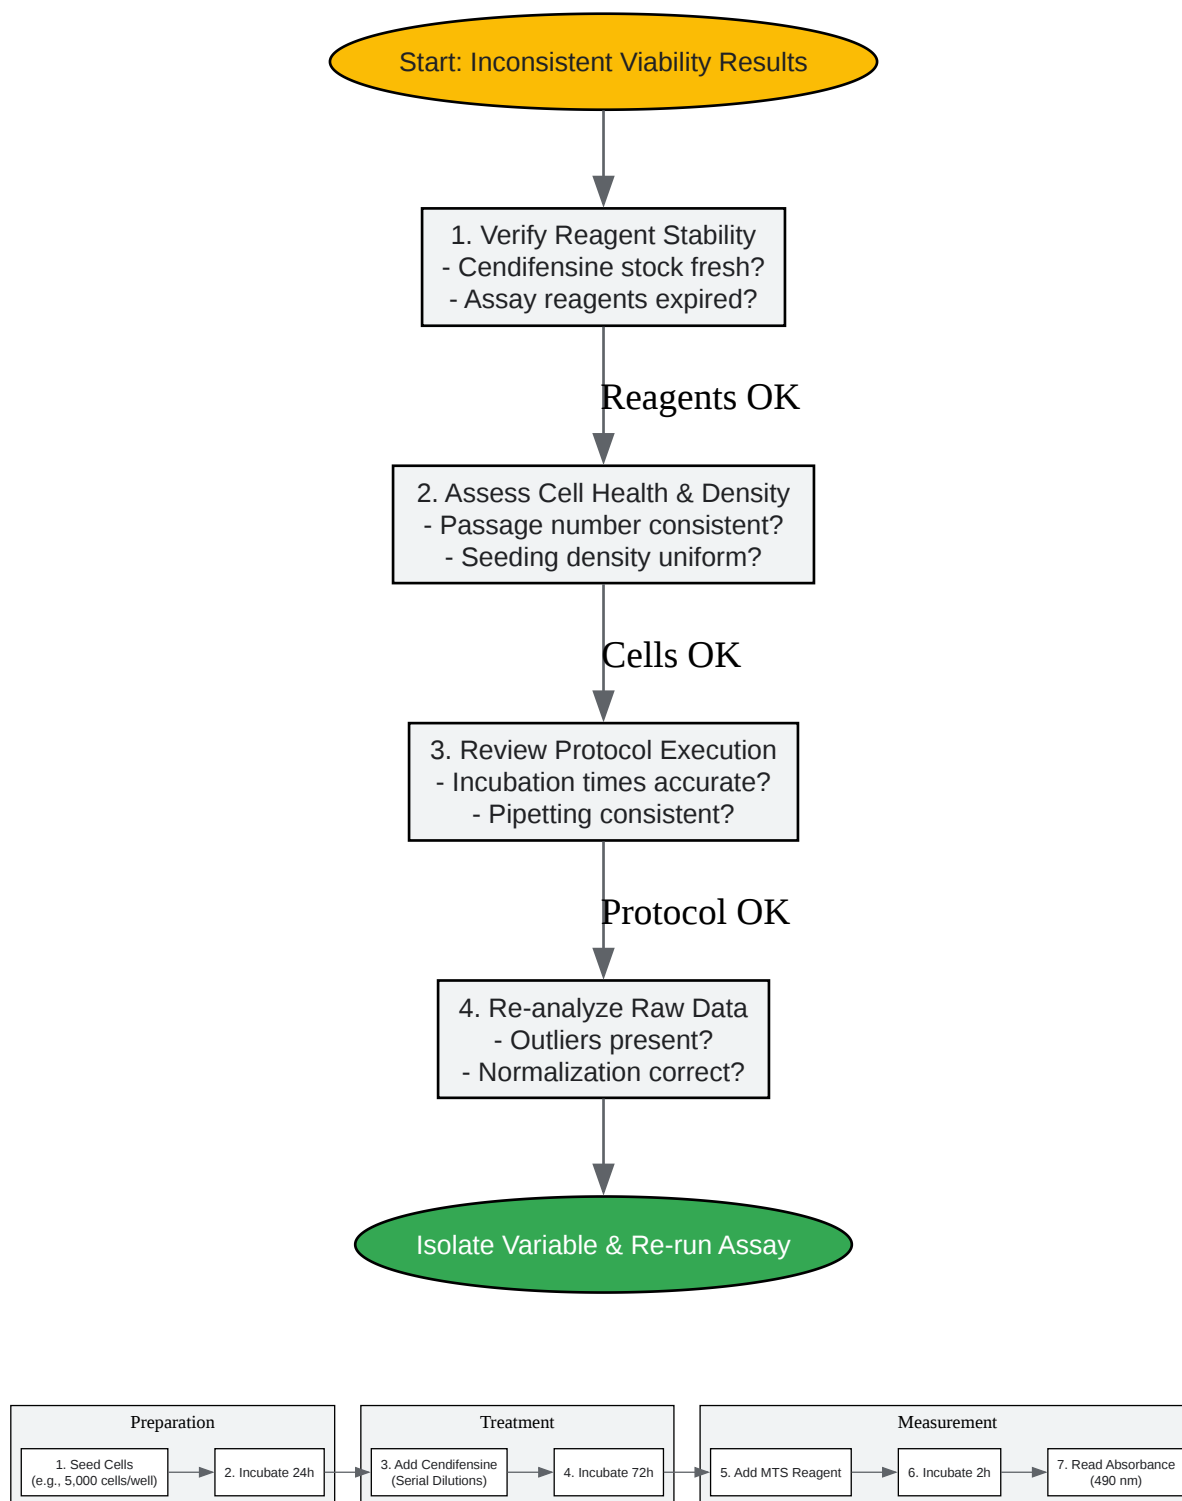 Start: Inconsistent Viability Results
1. Verify Reagent Stability
- Cendifensine stock fresh?
- Assay reagents expired?
Reagents OK
2. Assess Cell Health & Density
- Passage number consistent?
- Seeding density uniform?
Cells OK
3. Review Protocol Execution
- Incubation times accurate?
- Pipetting consistent?
Protocol OK
4. Re-analyze Raw Data
- Outliers present?
- Normalization correct?
Isolate Variable & Re-run Assay
Preparation
1. Seed Cells
(e.g., 5,000 cells/well)
2. Incubate 24h
Treatment
3. Add Cendifensine
(Serial Dilutions)
4. Incubate 72h
Measurement
5. Add MTS Reagent
6. Incubate 2h
7. Read Absorbance
(490 nm)